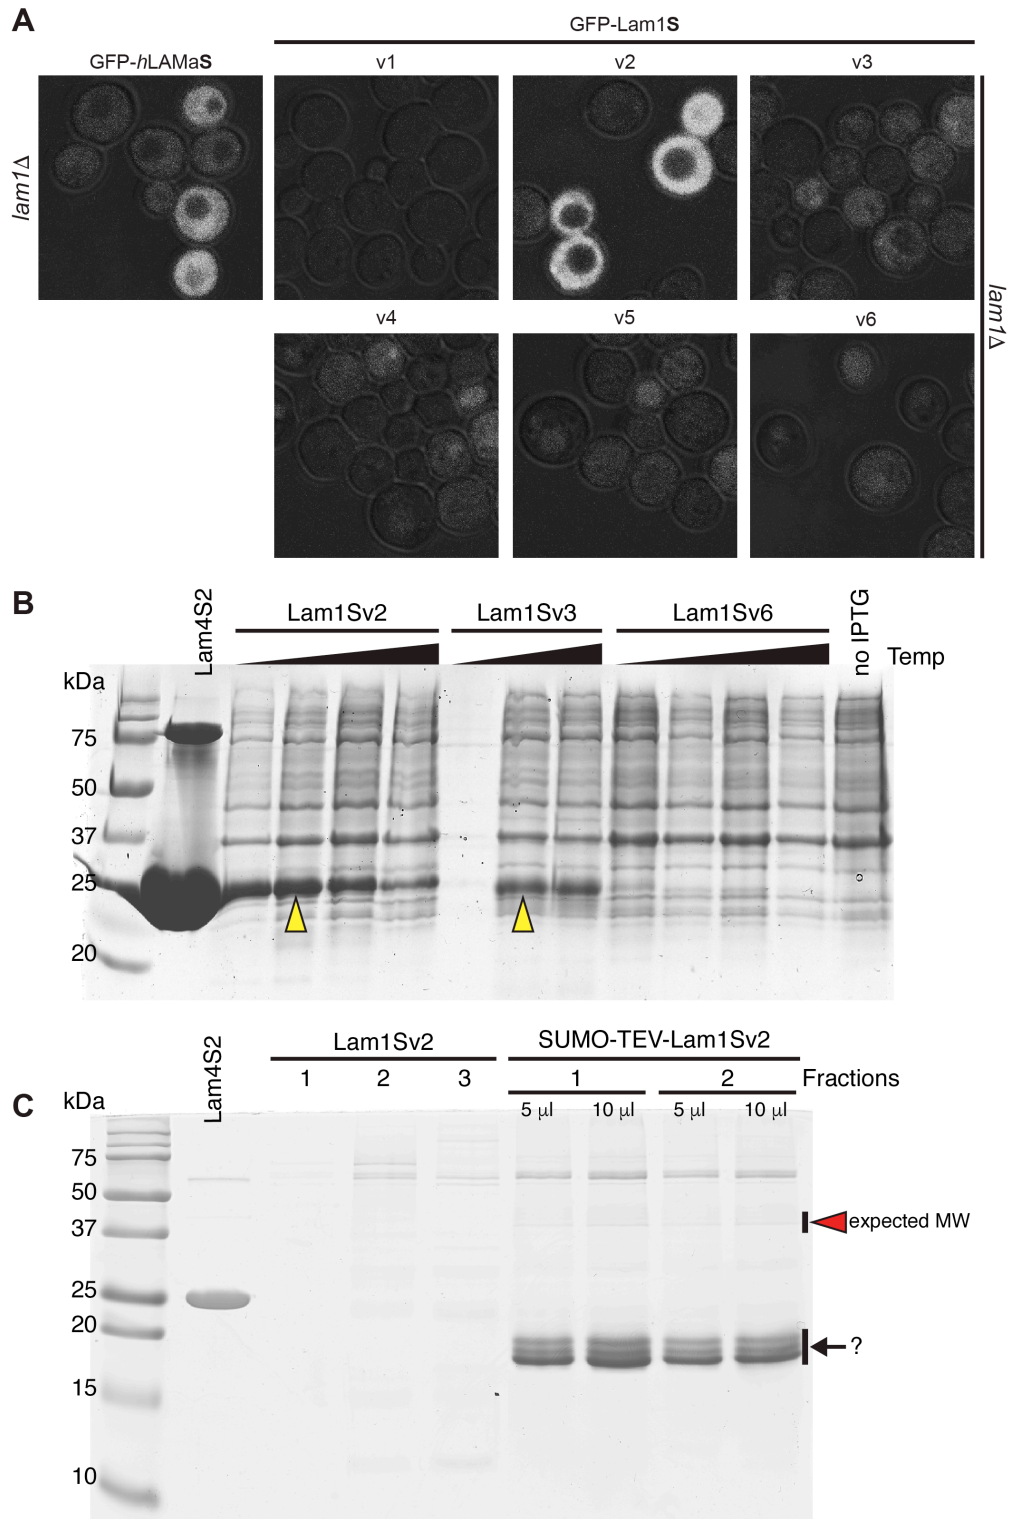 A
GFP-Lam1S
GFP-hLAMaS
v1
v2
v3
lam1Δ
lam1Δ
v4
v5
v6
B
Lam4S2
Lam1Sv2
Lam1Sv3
Lam1Sv6
no IPTG
Temp
kDa
75
50
37
25
20
C
kDa
Lam4S2
Lam1Sv2
SUMO-TEV-Lam1Sv2
1
2
3
1
2
Fractions
5 µl
10 µl
5 µl
10 µl
75
50
37
expected MW
25
20
?
15
10